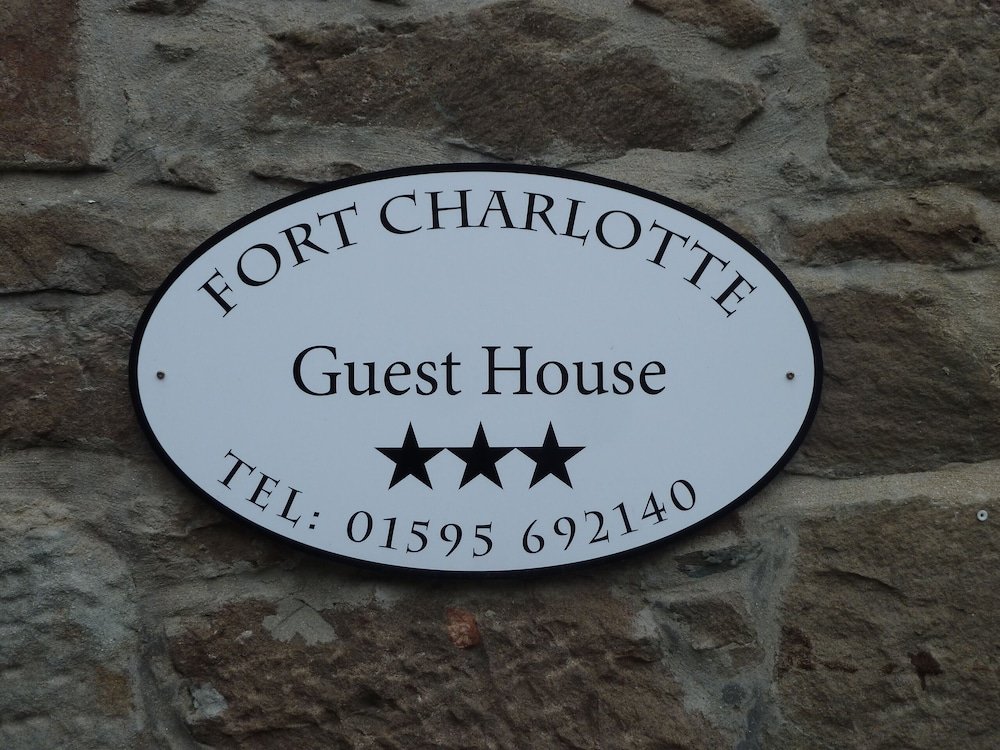 FORT CHARLOTTE
Guest House
★★★
TEL: 01595 692140